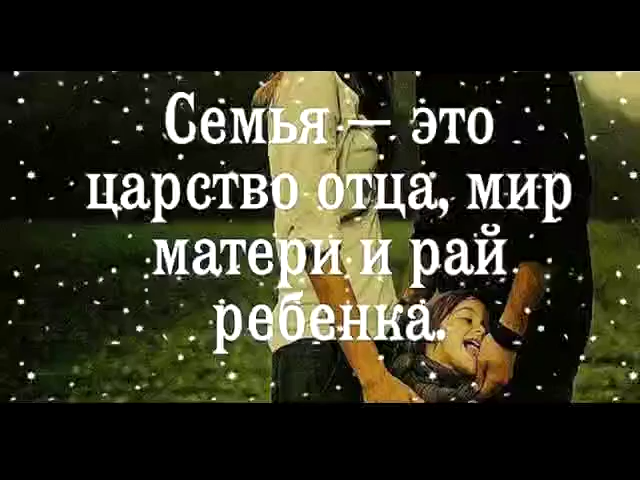 Семья — это
царство отца, мир
матери и рай
ребенка.